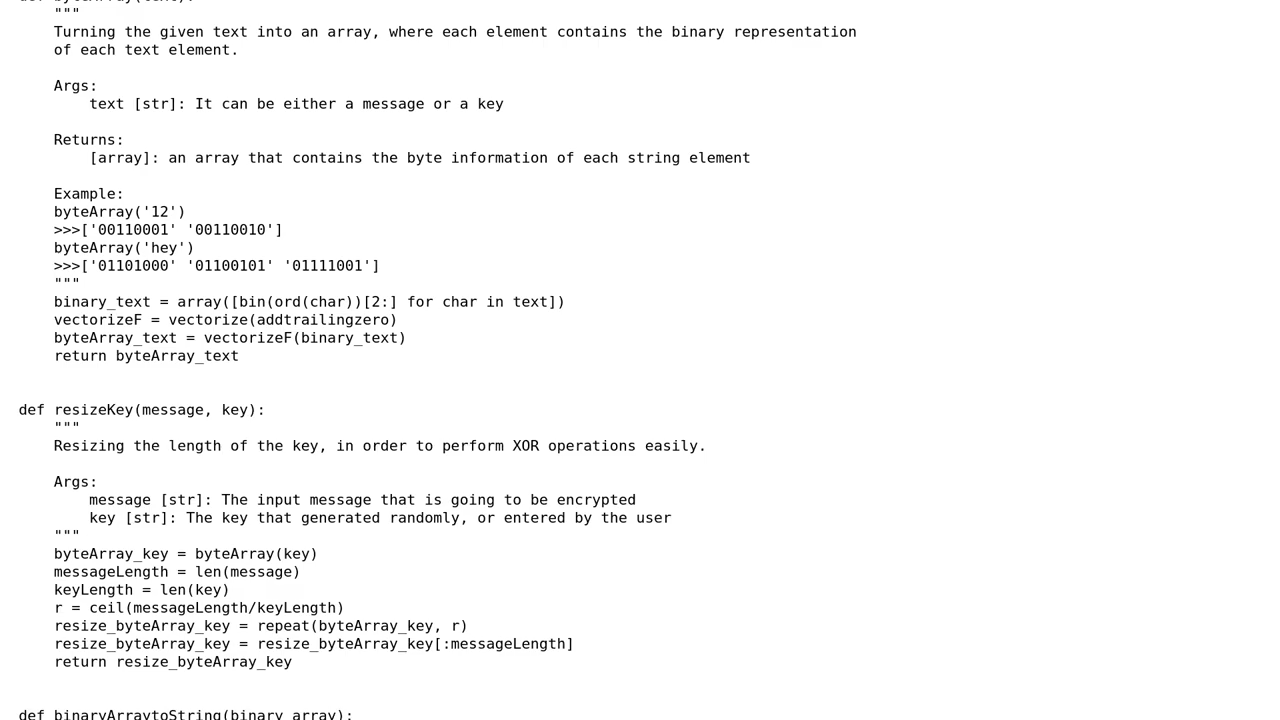 def byteArray(text):
    """
    Turning the given text into an array, where each element contains the binary representation
    of each text element.

    Args:
        text [str]: It can be either a message or a key

    Returns:
        [array]: an array that contains the byte information of each string element

    Example:
    byteArray('12')
    >>>['00110001' '00110010']
    byteArray('hey')
    >>>['01101000' '01100101' '01111001']
    """
    binary_text = array([bin(ord(char))[2:] for char in text])
    vectorizeF = vectorize(addtrailingzero)
    byteArray_text = vectorizeF(binary_text)
    return byteArray_text


def resizeKey(message, key):
    """
    Resizing the length of the key, in order to perform XOR operations easily.

    Args:
        message [str]: The input message that is going to be encrypted
        key [str]: The key that generated randomly, or entered by the user
    """
    byteArray_key = byteArray(key)
    messageLength = len(message)
    keyLength = len(key)
    r = ceil(messageLength/keyLength)
    resize_byteArray_key = repeat(byteArray_key, r)
    resize_byteArray_key = resize_byteArray_key[:messageLength]
    return resize_byteArray_key


def binaryArraytoString(binary_array):